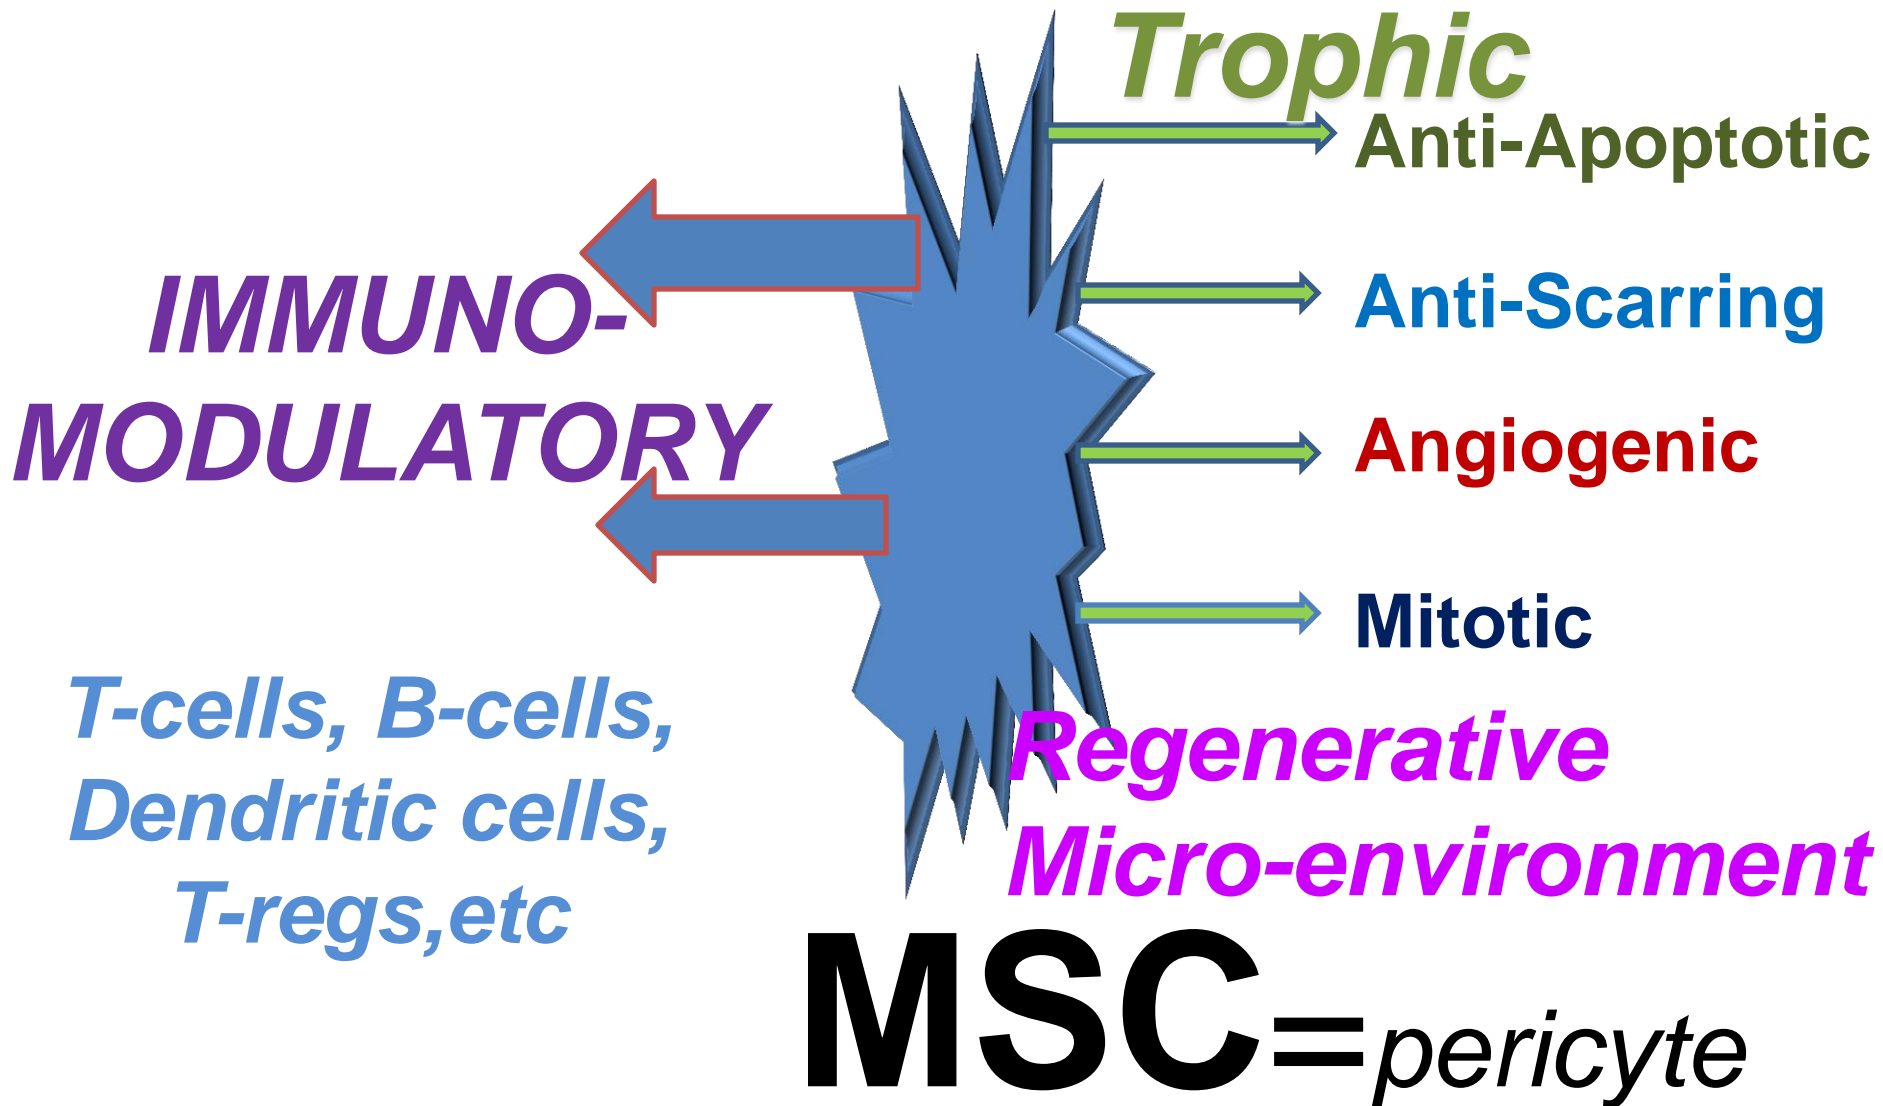 Trophic
Anti-Apoptotic
Anti-Scarring
Angiogenic
Mitotic
Regenerative
Micro-environment
IMMUNO-
MODULATORY
T-cells, B-cells,
Dendritic cells,
T-regs,etc
MSC=pericyte